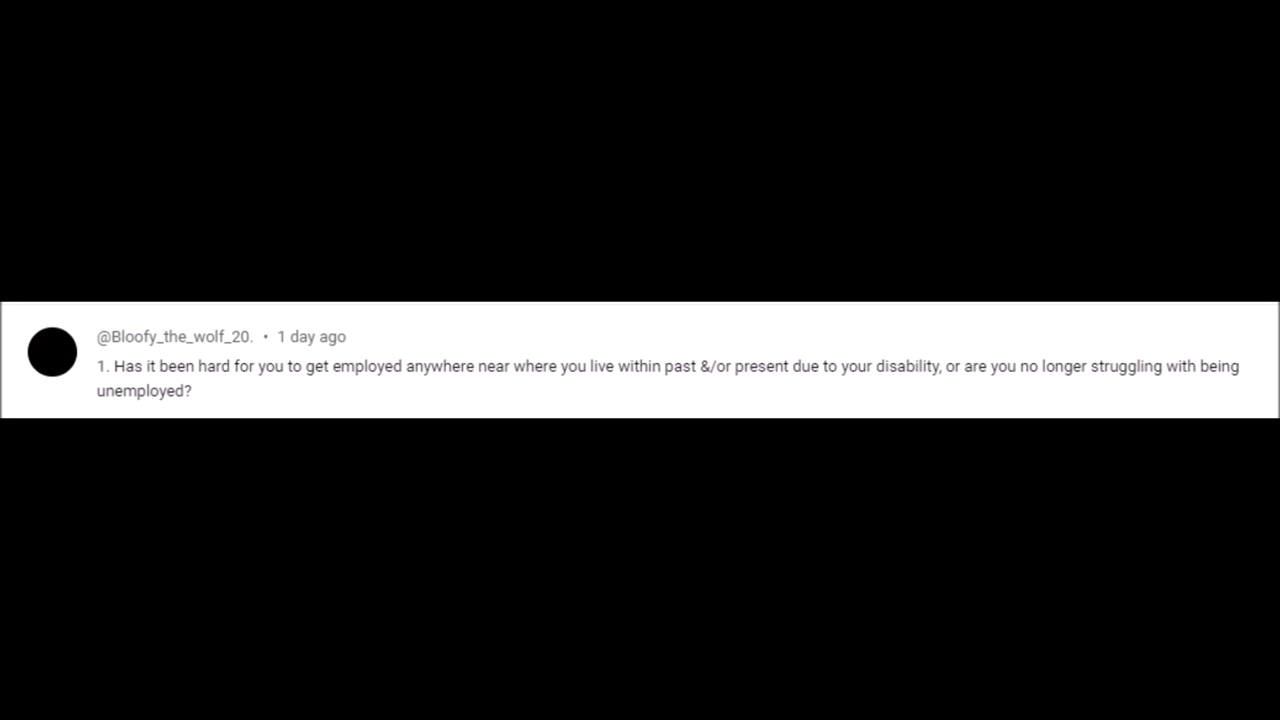 @Bloofy_the_wolf_20. • 1 day ago
1. Has it been hard for you to get employed anywhere near where you live within past &/or present due to your disability, or are you no longer struggling with being
unemployed?